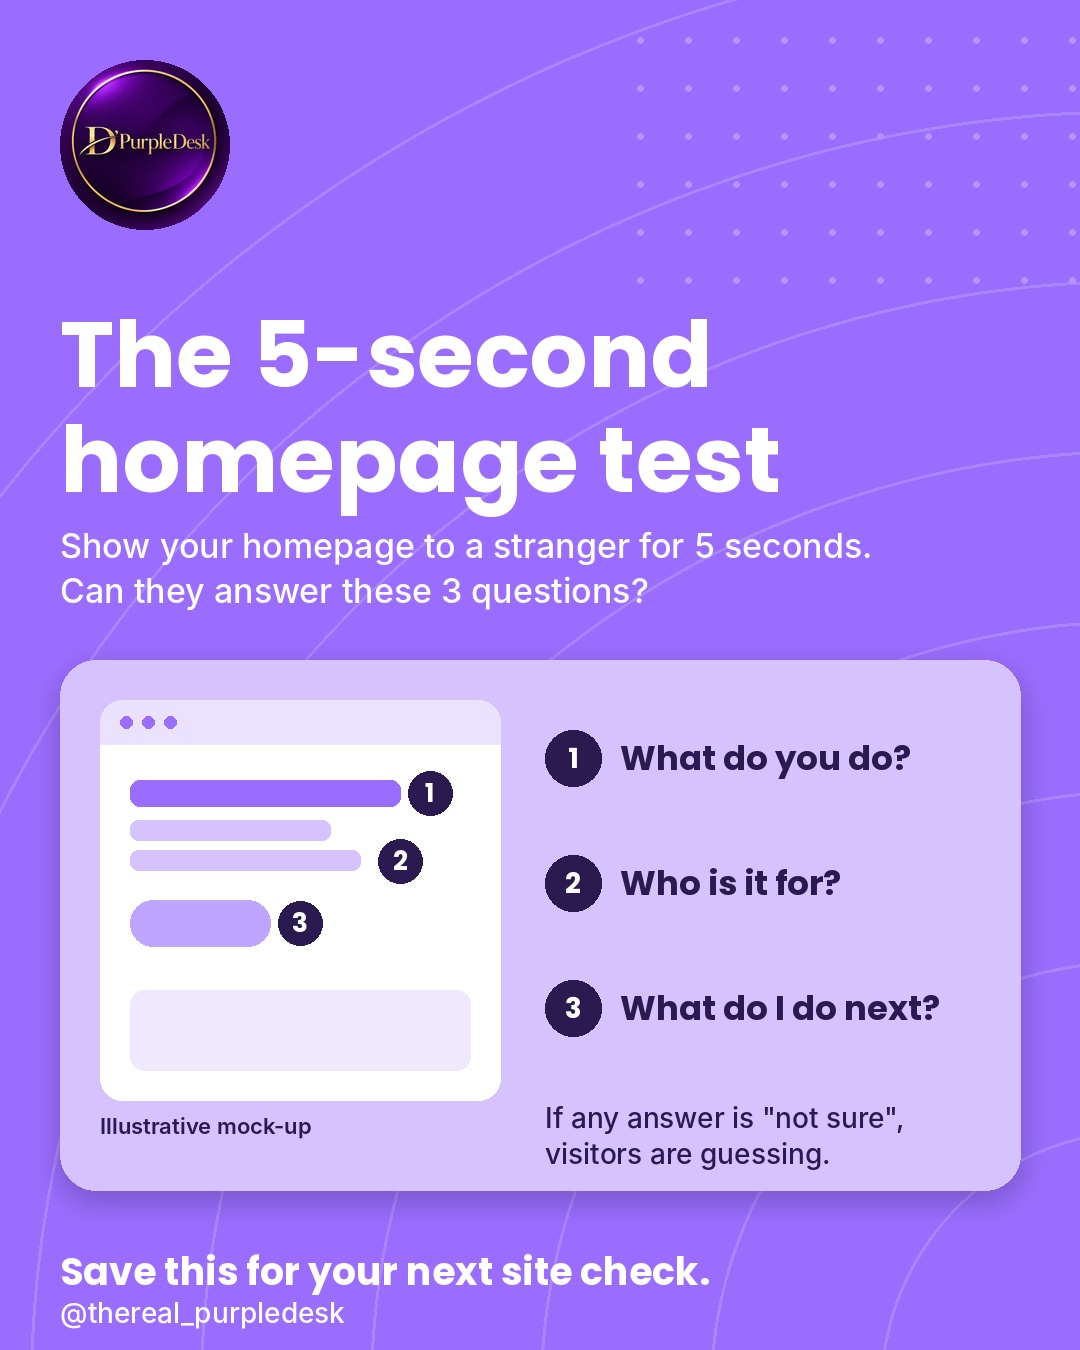 D'PurpleDesk
The 5-second
homepage test
Show your homepage to a stranger for 5 seconds.
Can they answer these 3 questions?
1
2
3
Illustrative mock-up
1 What do you do?
2 Who is it for?
3 What do I do next?
If any answer is "not sure",
visitors are guessing.
Save this for your next site check.
@thereal_purpledesk